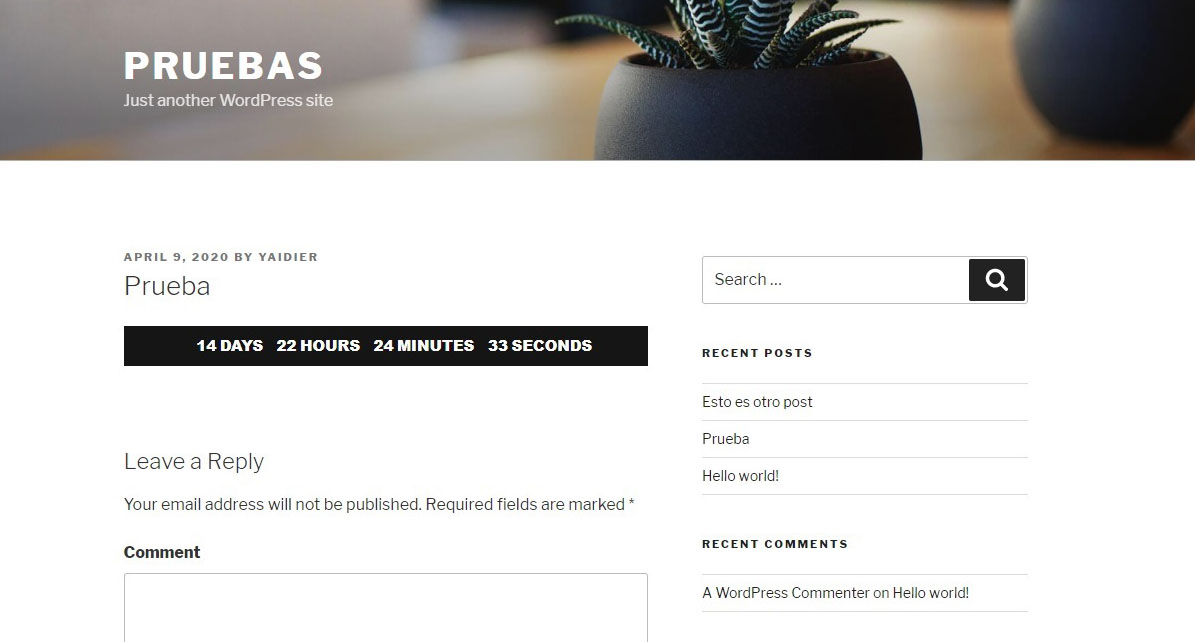 PRUEBAS
Just another WordPress site
APRIL 9, 2020 BY YAIDIER
Prueba
14 DAYS 22 HOURS 24 MINUTES 33 SECONDS
Leave a Reply
Your email address will not be published. Required fields are marked *
Comment
Search …
RECENT POSTS
Esto es otro post
Prueba
Hello world!
RECENT COMMENTS
A WordPress Commenter on Hello world!